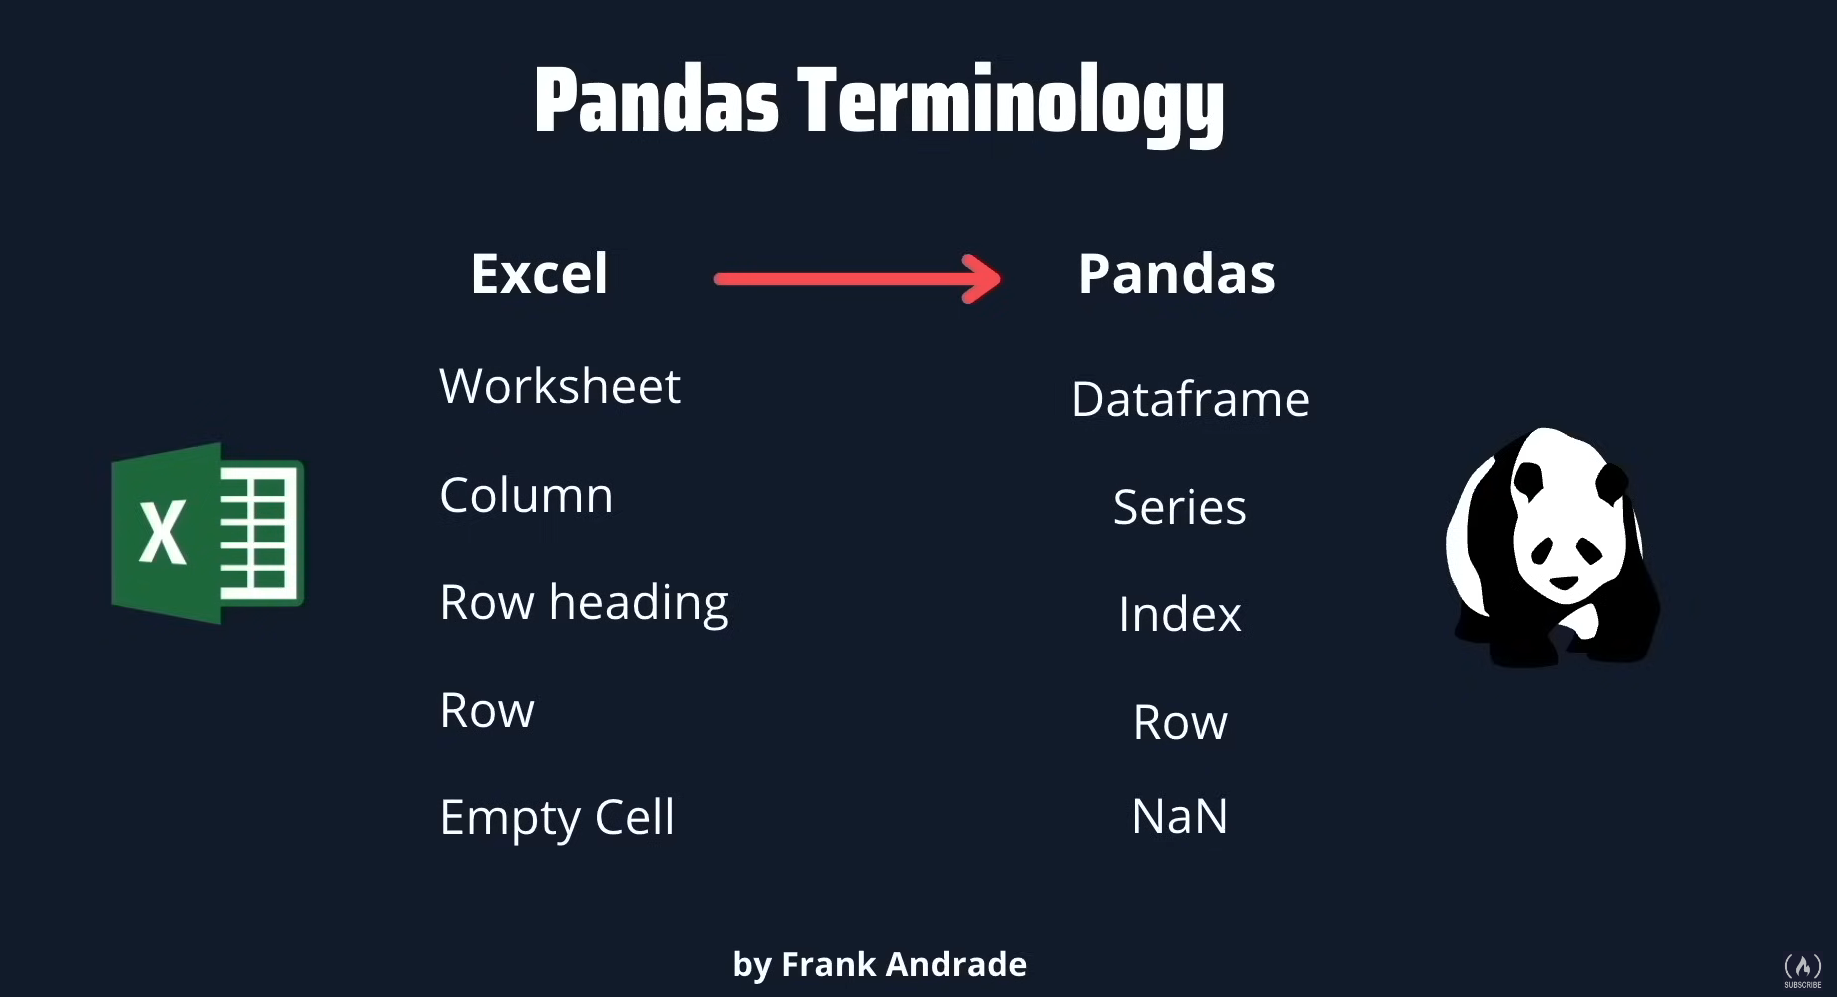 Pandas Terminology
Excel
Pandas
Worksheet
Dataframe
Column
Series
Row heading
Index
Row
Row
Empty Cell
NaN
X
by Frank Andrade
SUBSCRIBE